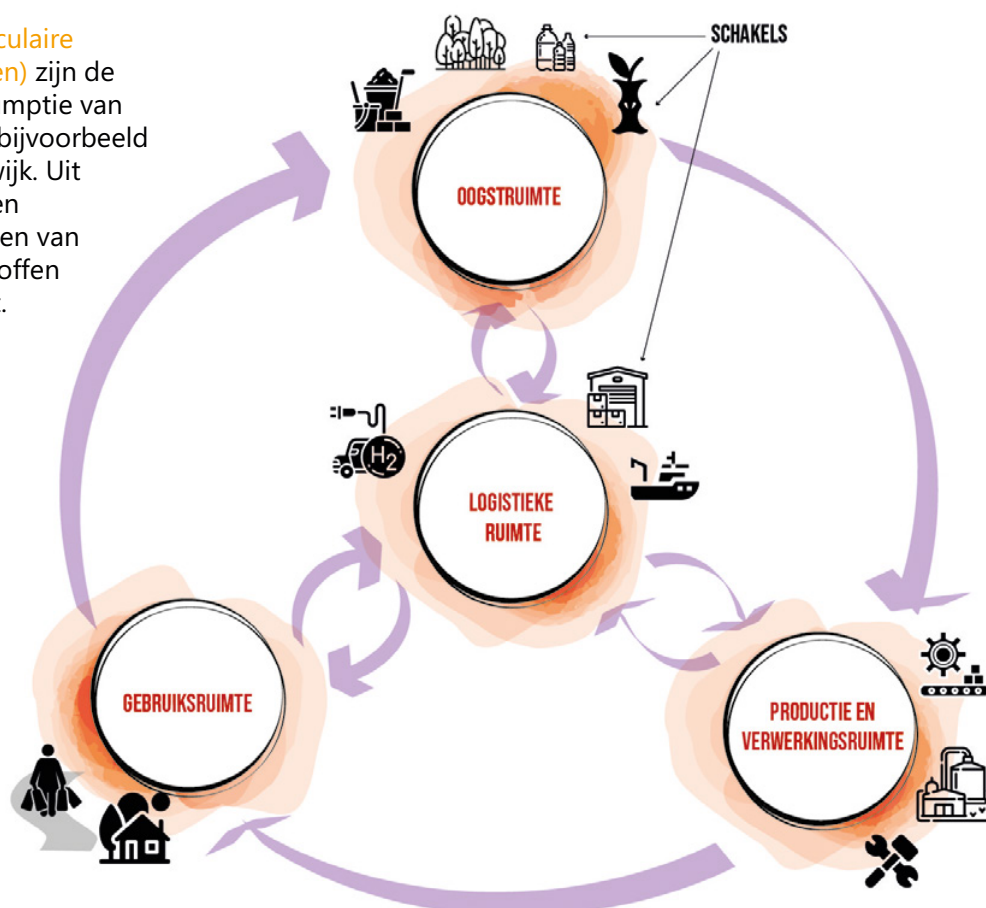 culaire
en) zijn de
mptie van
bijvoorbeeld
wijk. Uit
en
en van
offen
SCHAKELS
OOGSTRUIMTE
H2
LOGISTIEKE
RUIMTE
GEBRUIKSRUIMTE
PRODUCTIE EN
VERWERKINGSRUIMTE